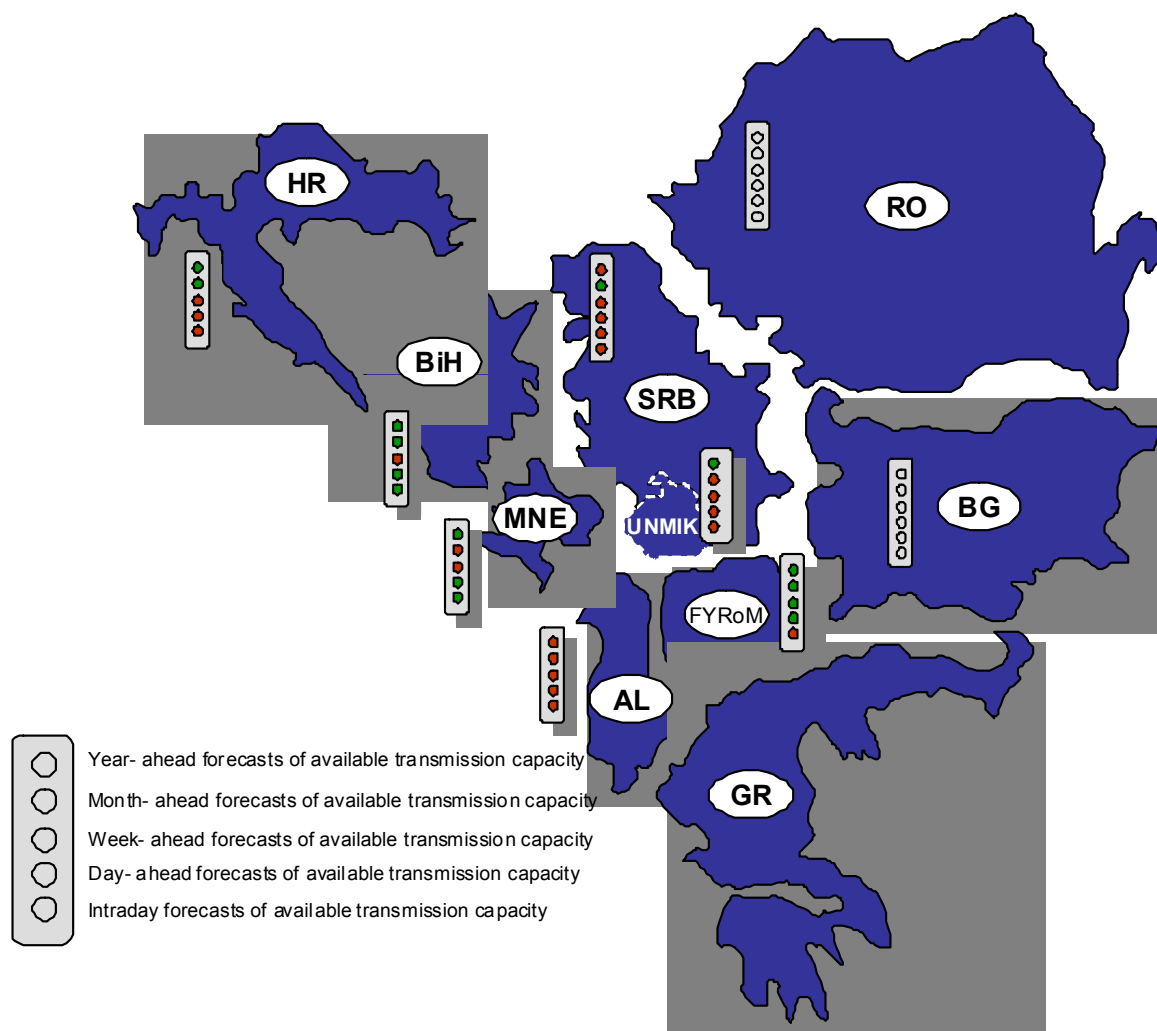 HR
RO
BiH
SRB
MNE
UNMIK
BG
FYRoM
AL
GR
Year- ahead forecasts of available transmission capacity
Month- ahead forecasts of available transmission capacity
Week- ahead forecasts of available transmission capacity
Day- ahead forecasts of available transmission capacity
Intraday forecasts of available transmission capacity